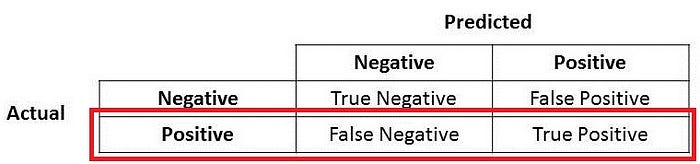 Predicted
Negative Positive
Actual
Negative True Negative False Positive
Positive False Negative True Positive